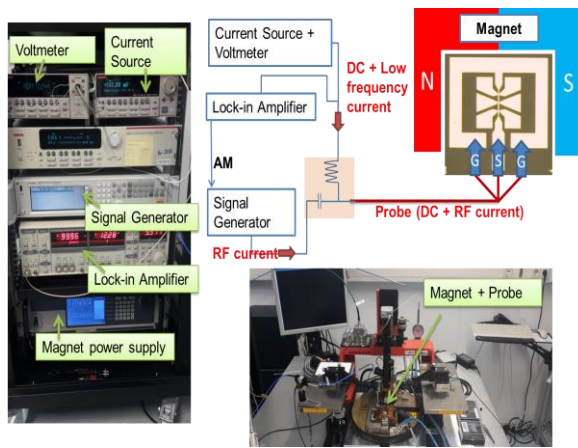 Voltmeter
Current
Source
Signal Generator
Lock-in Amplifier
Magnet power supply
Current Source +
Voltmeter
Lock-in Amplifier
AM
Signal
Generator
RF current
DC + Low
frequency
current
Probe (DC + RF current)
Magnet
N
S
G
S
G
Magnet + Probe